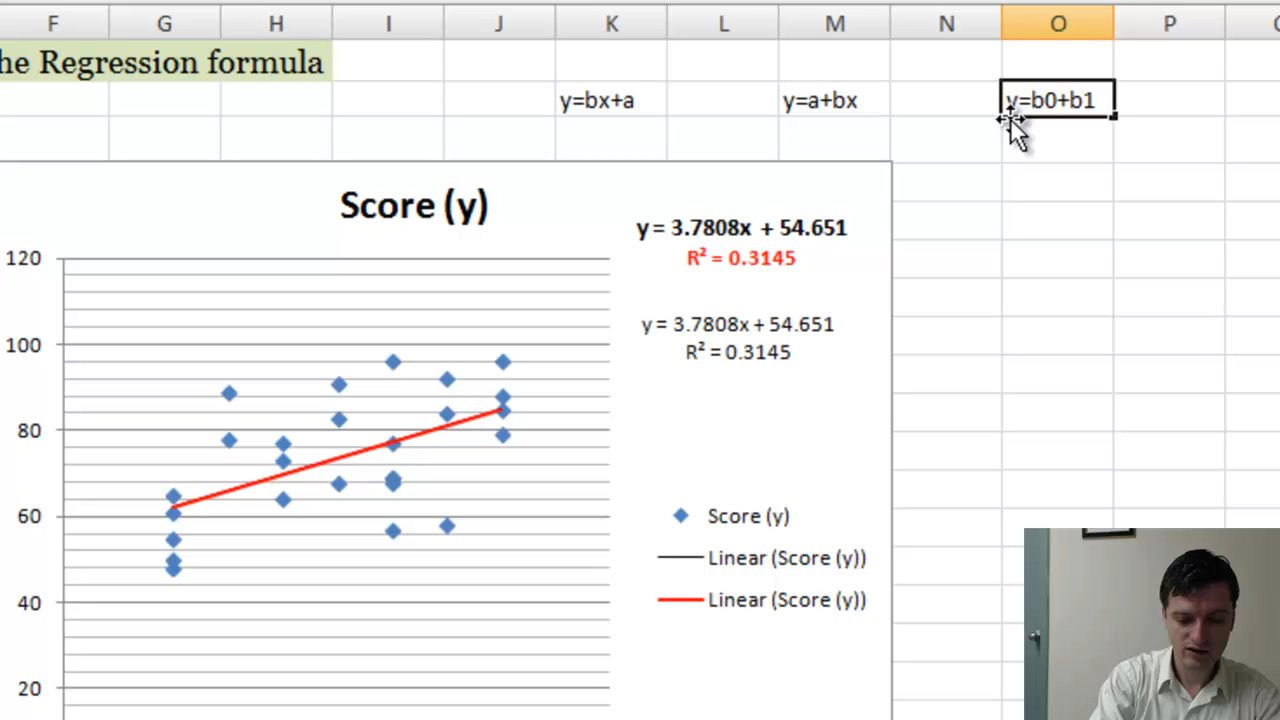 F G H I J K L M N O P
he Regression formula
y=bx+a y=a+bx y=b0+b1
Score (y)
y = 3.7808x + 54.651
R² = 0.3145
y = 3.7808x + 54.651
R² = 0.3145
120
100
80
60
40
20
Score (y)
Linear (Score (y))
Linear (Score (y))